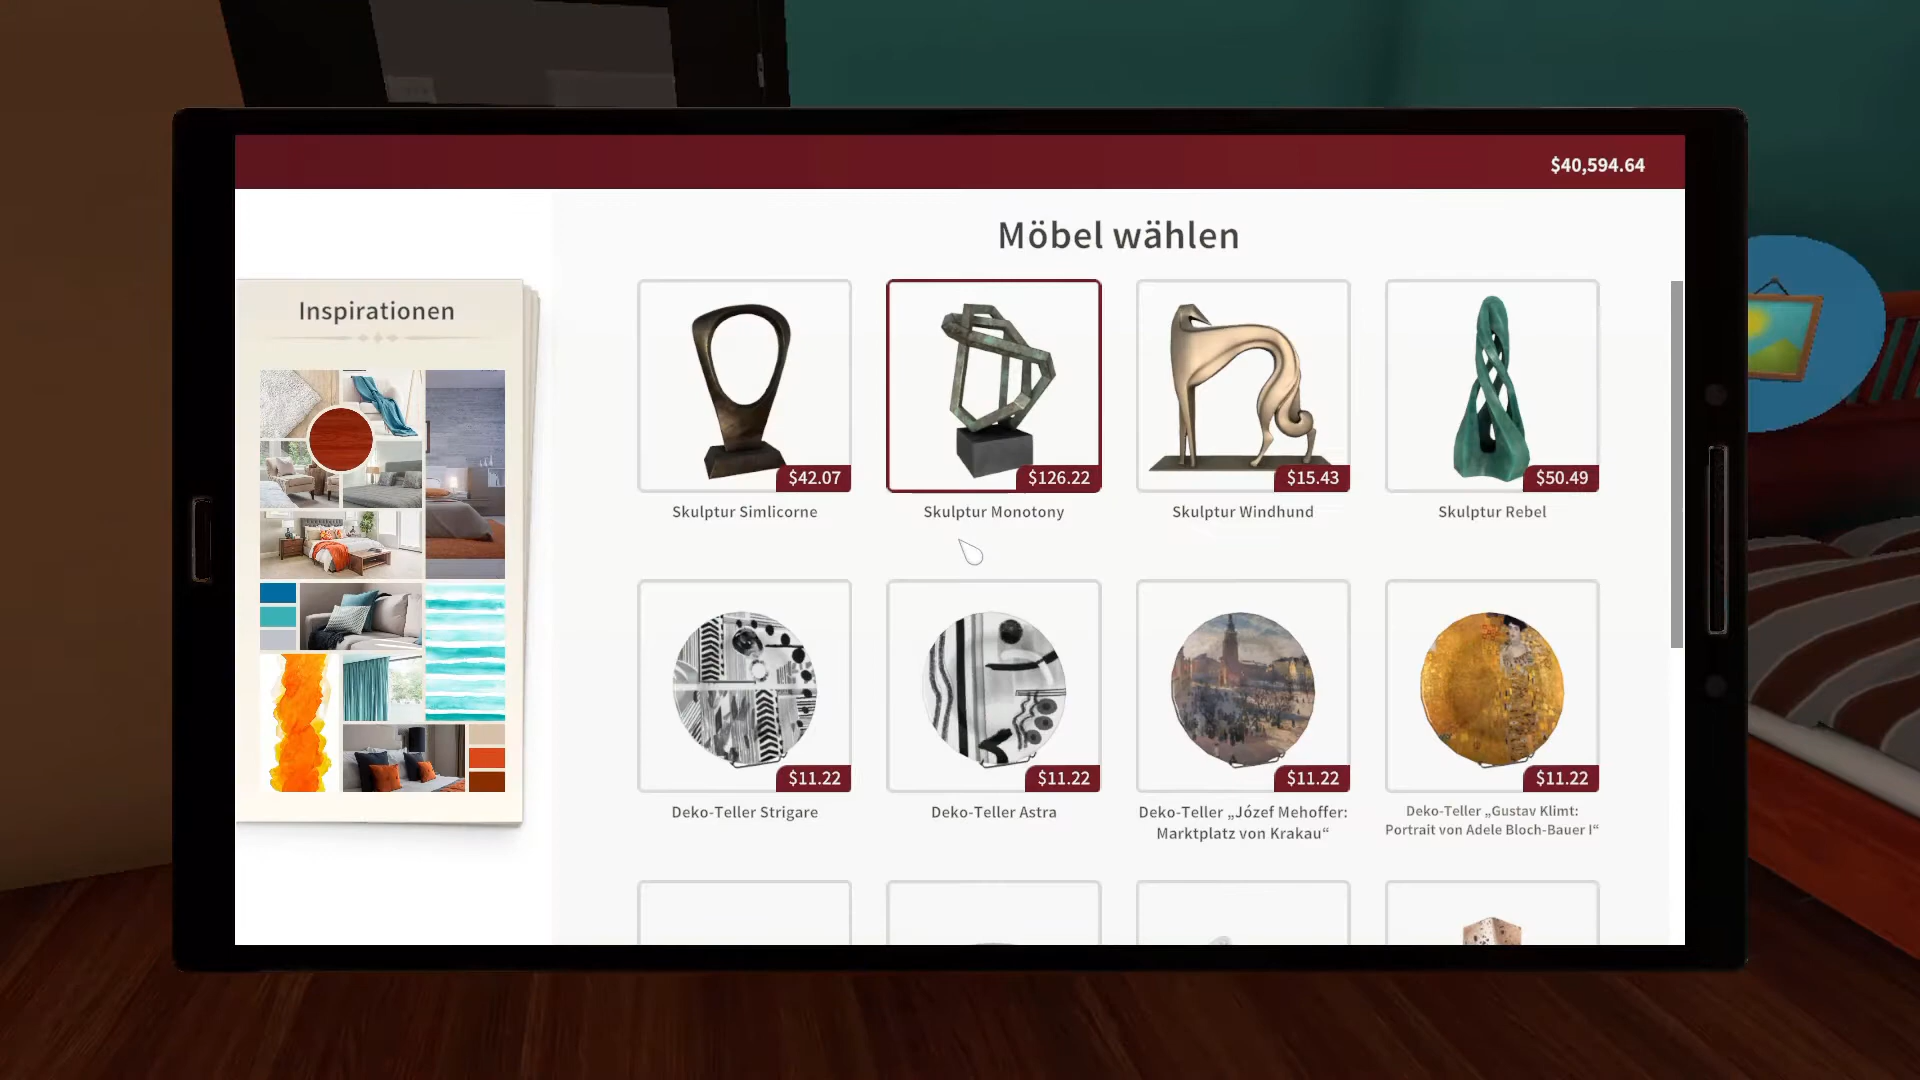 $40,594.64
Möbel wählen
Inspirationen
$42.07
$126.22
$15.43
$50.49
Skulptur Simlicorne
Skulptur Monotony
Skulptur Windhund
Skulptur Rebel
$11.22
$11.22
$11.22
$11.22
Deko-Teller Strigare
Deko-Teller Astra
Deko-Teller „Józef Mehoffer:
Marktplatz von Krakau“
Deko-Teller „Gustav Klimt:
Portrait von Adele Bloch-Bauer I“